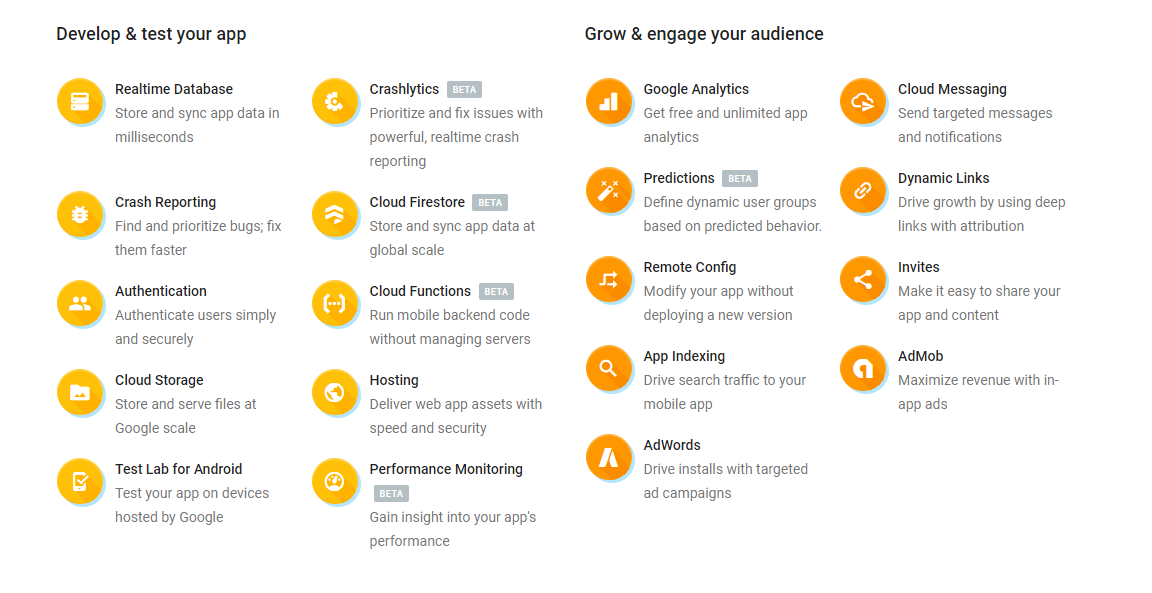 Develop & test your app
Realtime Database
Store and sync app data in
milliseconds
Crashlytics BETA
Prioritize and fix issues with
powerful, realtime crash
reporting
Crash Reporting
Find and prioritize bugs; fix
them faster
Cloud Firestore BETA
Store and sync app data at
global scale
Authentication
Authenticate users simply
and securely
Cloud Functions BETA
Run mobile backend code
without managing servers
Cloud Storage
Store and serve files at
Google scale
Hosting
Deliver web app assets with
speed and security
Test Lab for Android
Test your app on devices
hosted by Google
Performance Monitoring
BETA
Gain insight into your app's
performance
Grow & engage your audience
Google Analytics
Get free and unlimited app
analytics
Cloud Messaging
Send targeted messages
and notifications
Predictions BETA
Define dynamic user groups
based on predicted behavior.
Dynamic Links
Drive growth by using deep
links with attribution
Remote Config
Modify your app without
deploying a new version
Invites
Make it easy to share your
app and content
App Indexing
Drive search traffic to your
mobile app
AdMob
Maximize revenue with in-
app ads
AdWords
Drive installs with targeted
ad campaigns